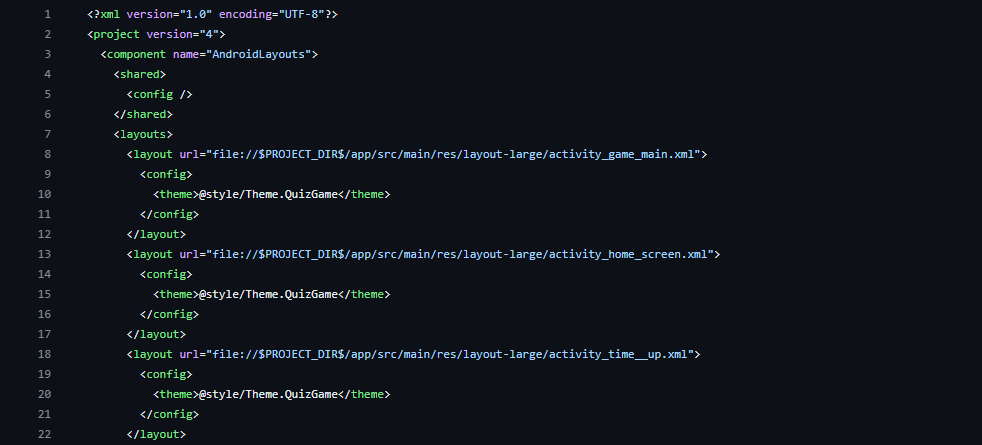 1 <?xml version="1.0" encoding="UTF-8"?>
2 <project version="4">
3   <component name="AndroidLayouts">
4     <shared>
5       <config />
6     </shared>
7     <layouts>
8       <layout url="file://$PROJECT_DIR$/app/src/main/res/layout-large/activity_game_main.xml">
9         <config>
10           <theme>@style/Theme.QuizGame</theme>
11         </config>
12       </layout>
13       <layout url="file://$PROJECT_DIR$/app/src/main/res/layout-large/activity_home_screen.xml">
14         <config>
15           <theme>@style/Theme.QuizGame</theme>
16         </config>
17       </layout>
18       <layout url="file://$PROJECT_DIR$/app/src/main/res/layout-large/activity_time__up.xml">
19         <config>
20           <theme>@style/Theme.QuizGame</theme>
21         </config>
22       </layout>